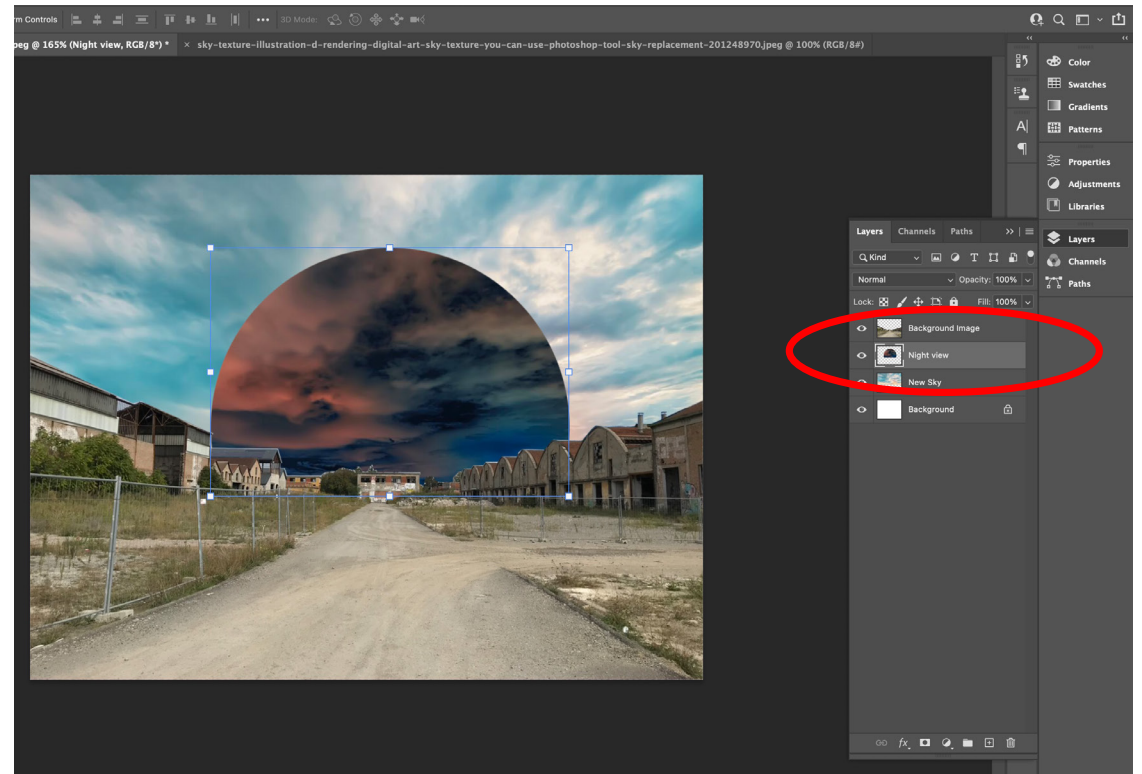 rm Controls
3D Mode:
peg @ 165% (Night view, RGB/8*) *
× sky-texture-illustration-d-rendering-digital-art-sky-texture-you-can-use-photoshop-tool-sky-replacement-201248970.jpeg @ 100% (RGB/8#)
Color
Swatches
Gradients
Patterns
Properties
Adjustments
Libraries
Layers
Channels
Paths
Layers Channels Paths
Kind
Normal Opacity: 100%
Lock: Fill: 100%
Background Image
Night view
New Sky
Background